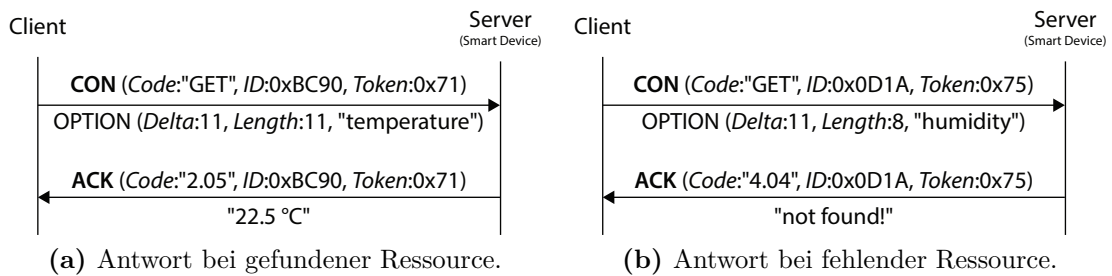 Client
Server
(Smart Device)
CON (Code:"GET", ID:0xBC90, Token:0x71)
OPTION (Delta:11, Length:11, "temperature")
ACK (Code:"2.05", ID:0xBC90, Token:0x71)
"22.5 °C"
(a) Antwort bei gefundener Ressource.
Client
Server
(Smart Device)
CON (Code:"GET", ID:0x0D1A, Token:0x75)
OPTION (Delta:11, Length:8, "humidity")
ACK (Code:"4.04", ID:0x0D1A, Token:0x75)
"not found!"
(b) Antwort bei fehlender Ressource.